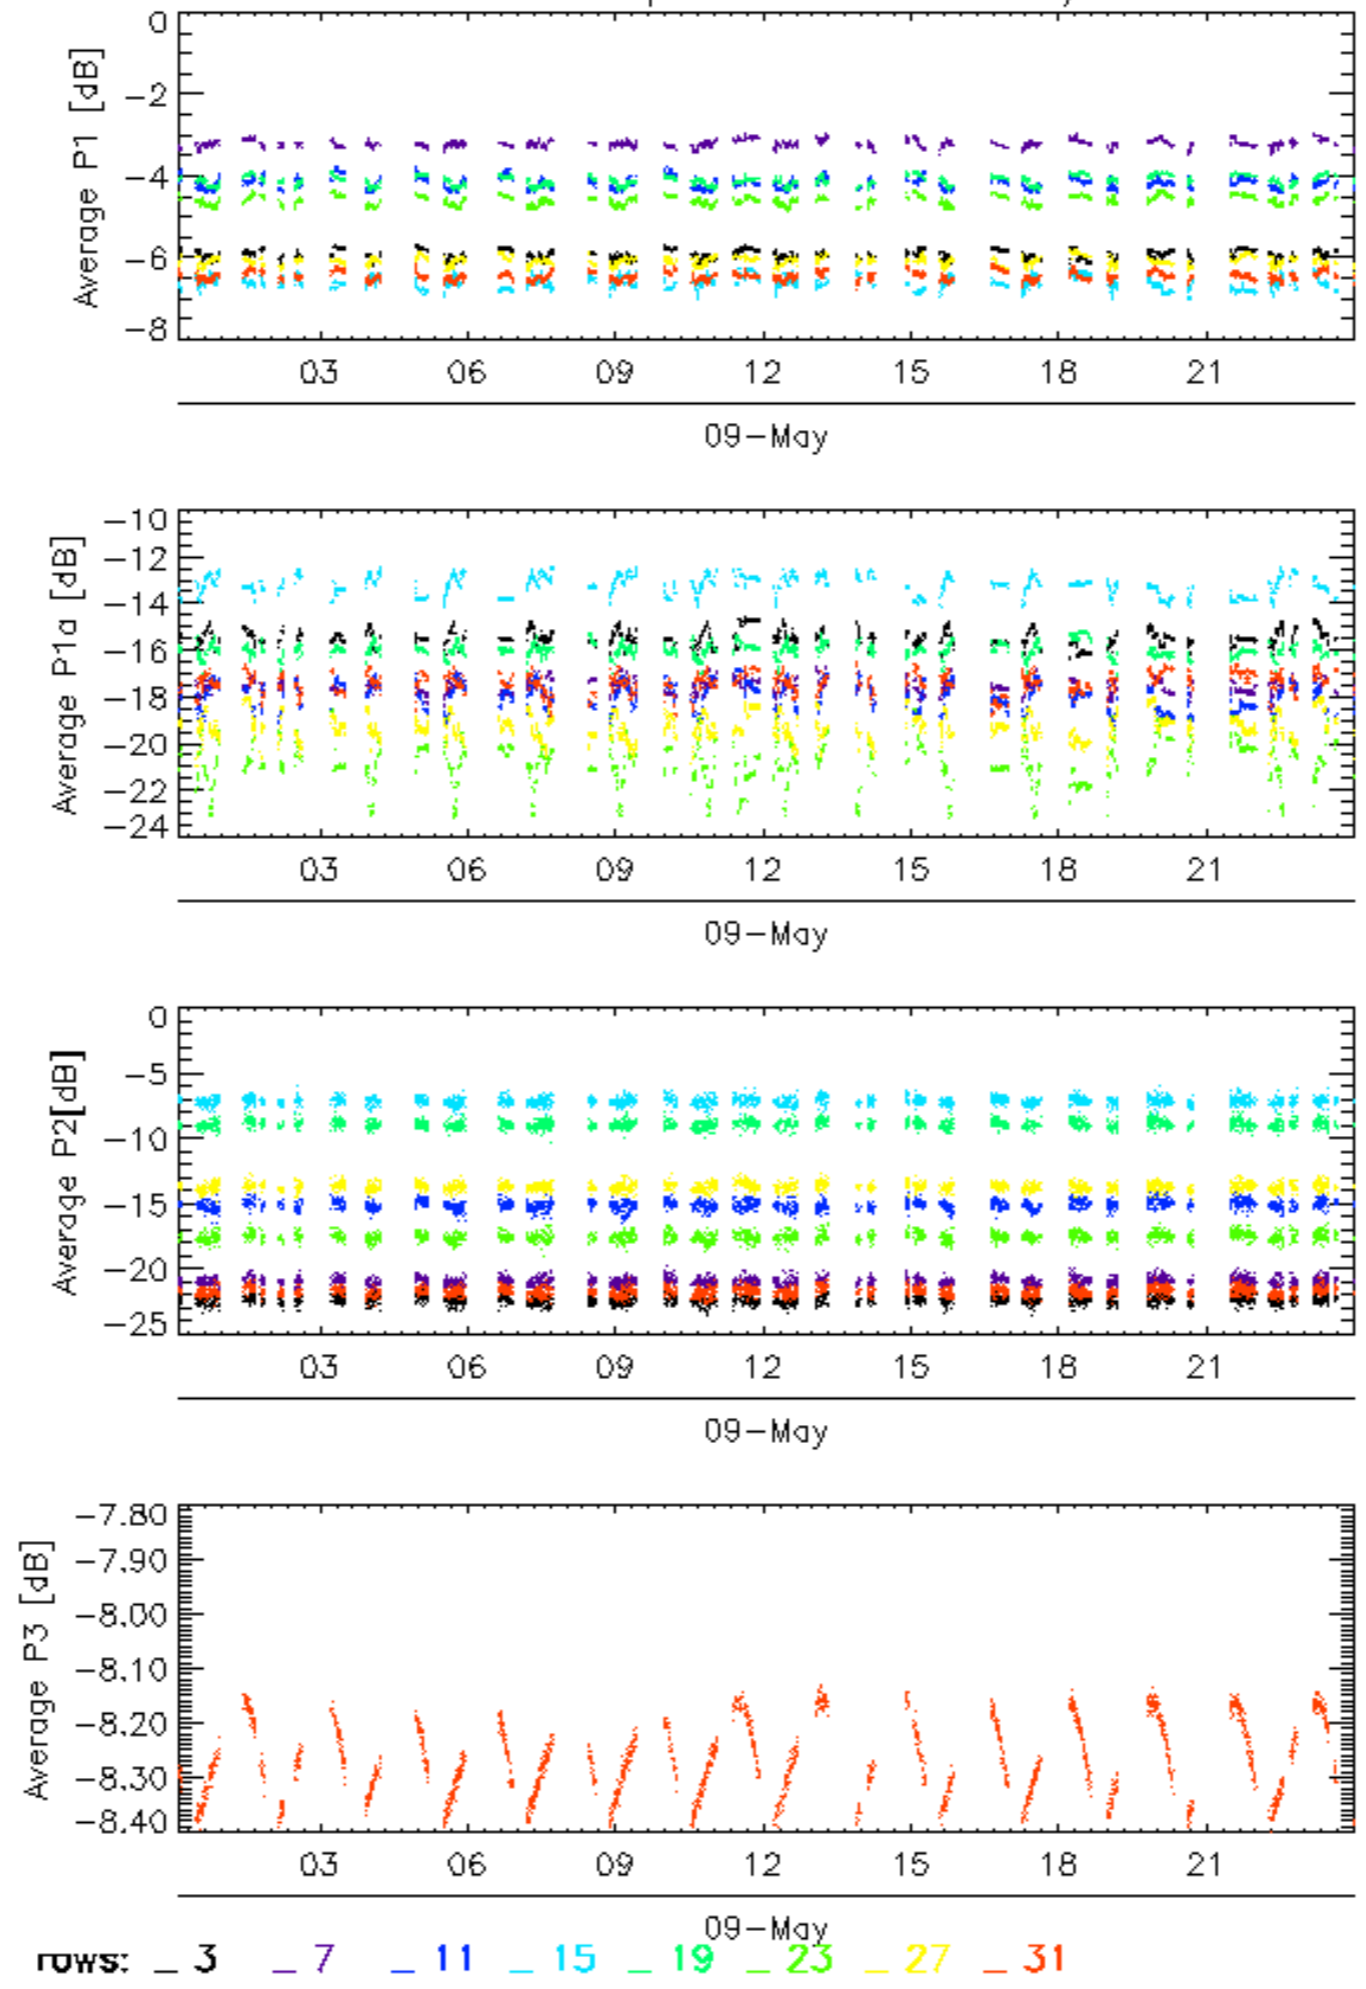 0
-2
-4
-6
-8
Average P1 [dB]
03 06 09 12 15 18 21
09-May
-10
-12
-14
-16
-18
-20
-22
-24
Average P1a [dB]
03 06 09 12 15 18 21
09-May
0
-5
-10
-15
-20
-25
Average P2[dB]
03 06 09 12 15 18 21
09-May
-7.80
-7.90
-8.00
-8.10
-8.20
-8.30
-8.40
Average P3 [dB]
03 06 09 12 15 18 21
09-May
rows: _ 3 _ 7 _ 11 _ 15 _ 19 _ 23 _ 27 _ 31